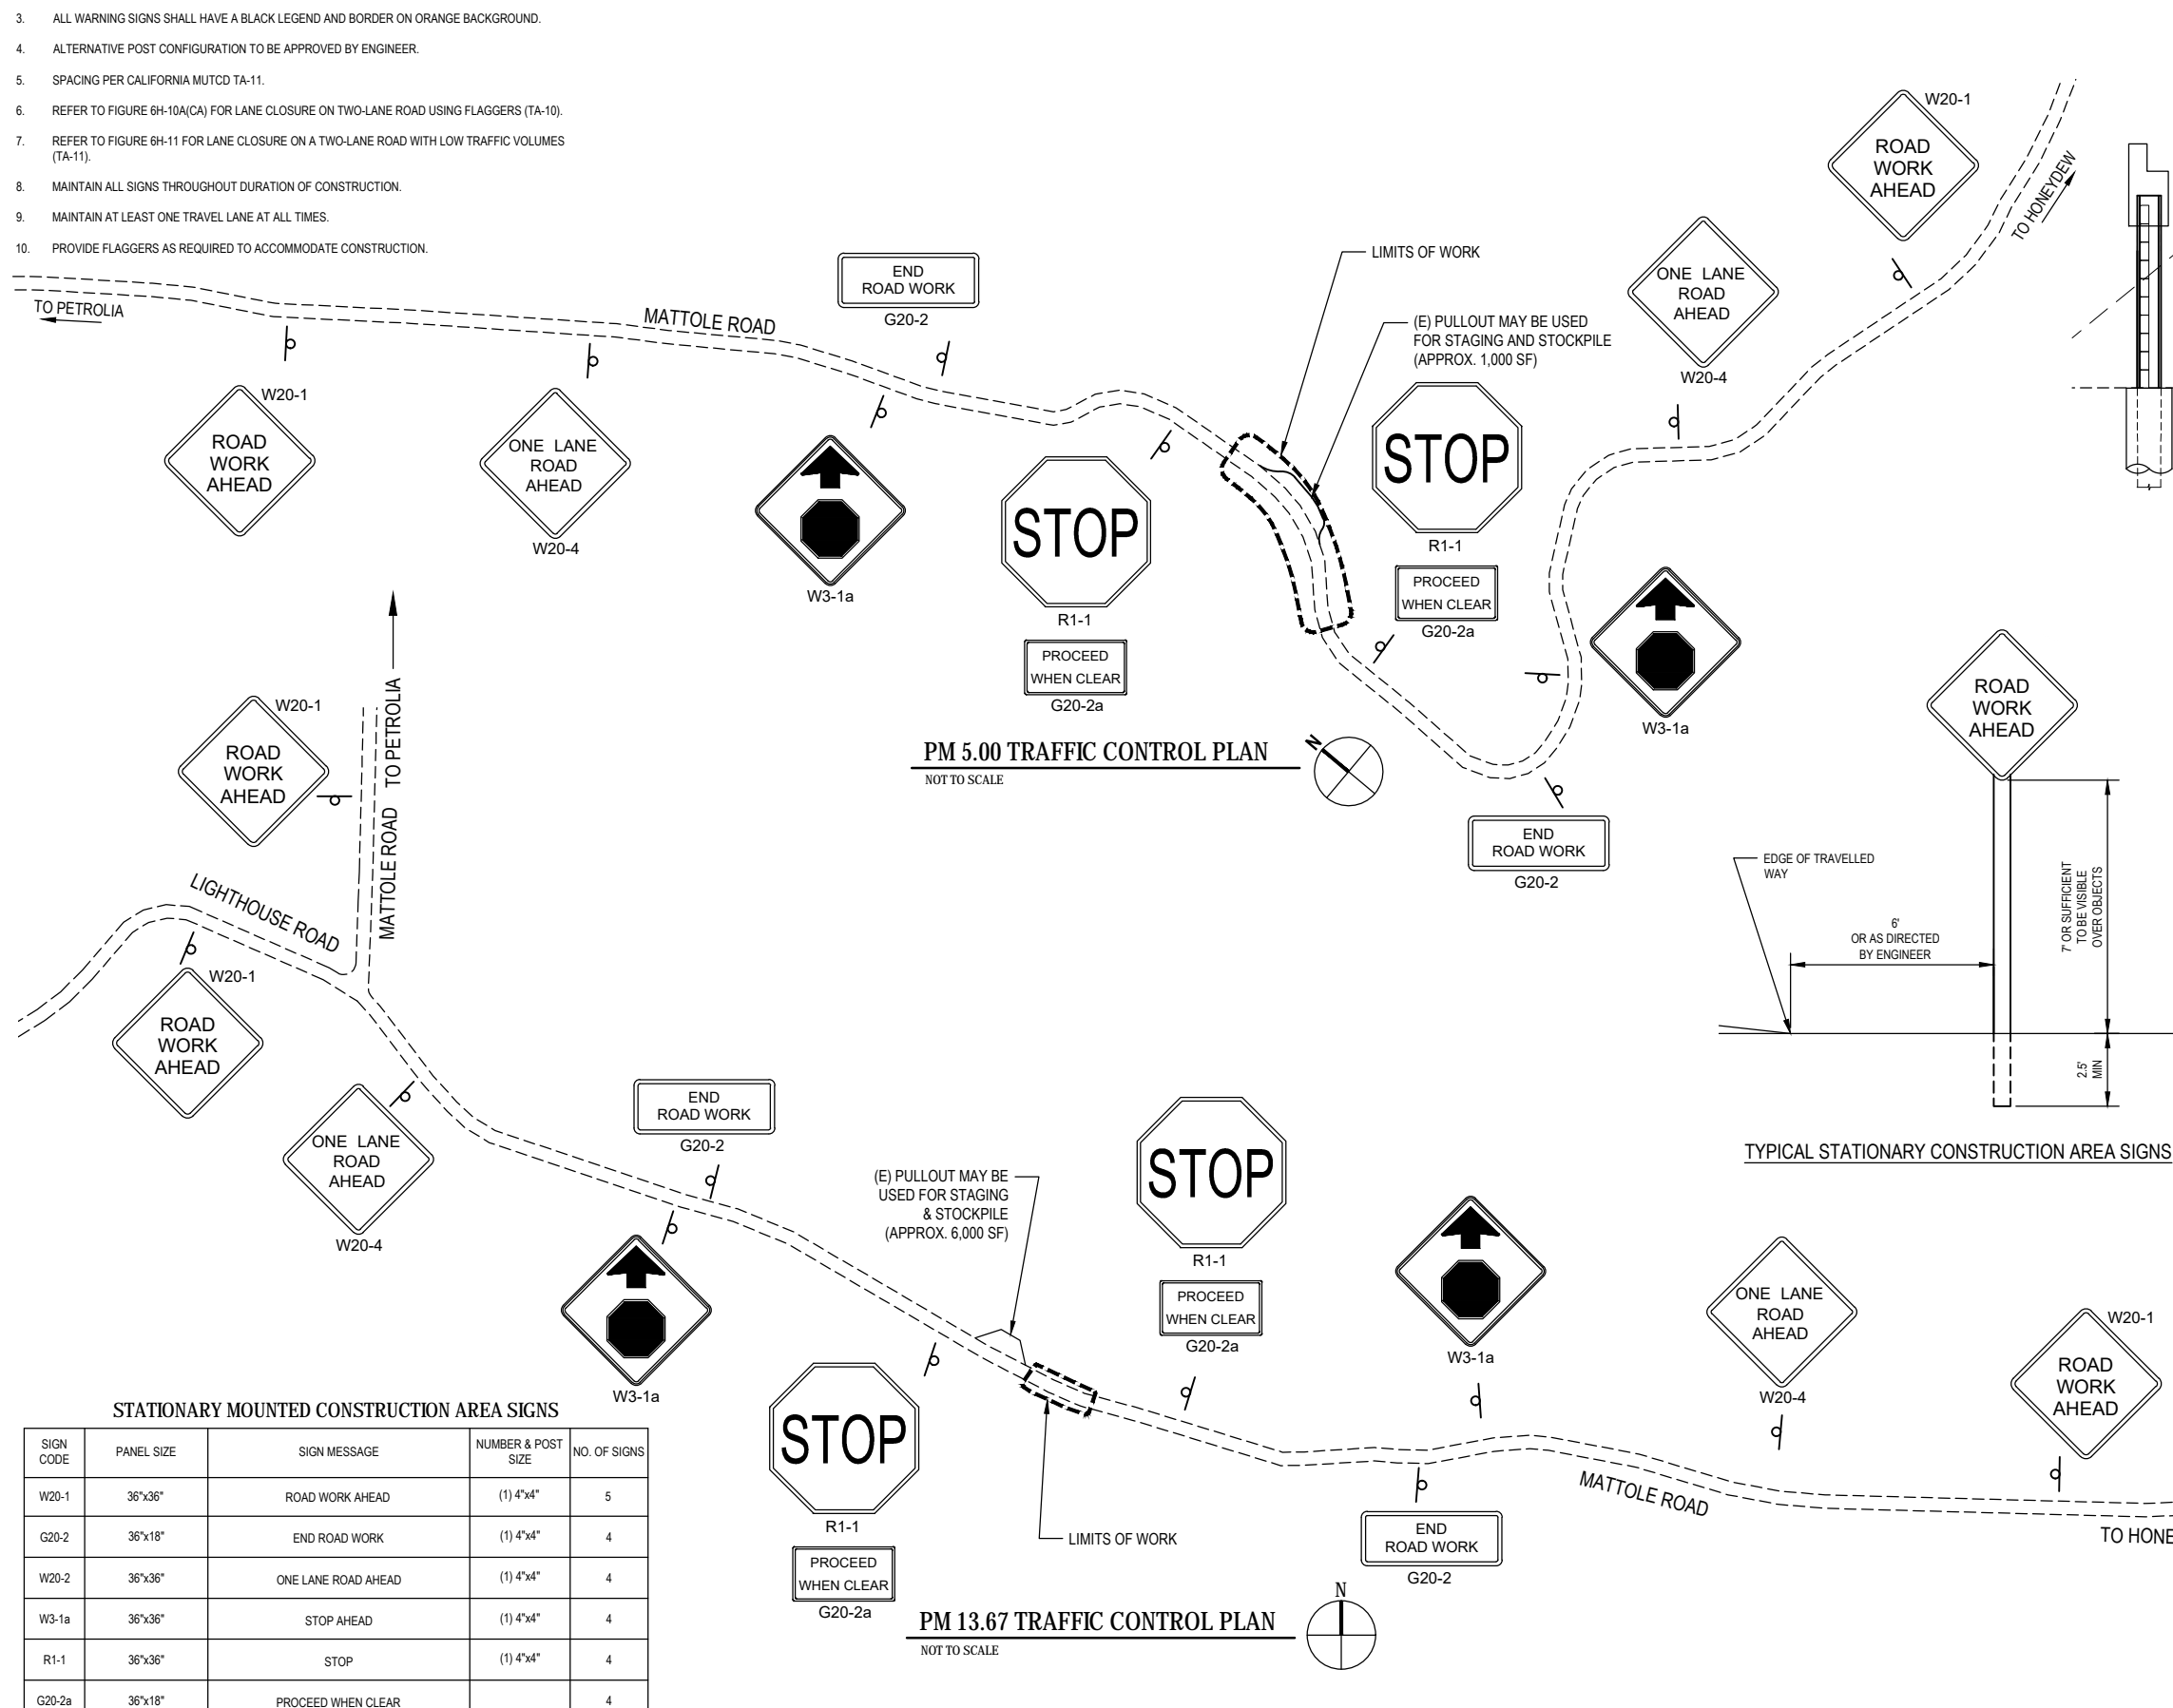 3. ALL WARNING SIGNS SHALL HAVE A BLACK LEGEND AND BORDER ON ORANGE BACKGROUND.
4. ALTERNATIVE POST CONFIGURATION TO BE APPROVED BY ENGINEER.
5. SPACING PER CALIFORNIA MUTCD TA-11.
6. REFER TO FIGURE 6H-10A(CA) FOR LANE CLOSURE ON TWO-LANE ROAD USING FLAGGERS (TA-10).
7. REFER TO FIGURE 6H-11 FOR LANE CLOSURE ON A TWO-LANE ROAD WITH LOW TRAFFIC VOLUMES
(TA-11).
8. MAINTAIN ALL SIGNS THROUGHOUT DURATION OF CONSTRUCTION.
9. MAINTAIN AT LEAST ONE TRAVEL LANE AT ALL TIMES.
10. PROVIDE FLAGGERS AS REQUIRED TO ACCOMMODATE CONSTRUCTION.
TO PETROLIA
MATTOLE ROAD
W20-1
ROAD
WORK
AHEAD
ONE LANE
ROAD
AHEAD
W20-4
W3-1a
END
ROAD WORK
G20-2
STOP
R1-1
PROCEED
WHEN CLEAR
G20-2a
LIMITS OF WORK
(E) PULLOUT MAY BE USED
FOR STAGING AND STOCKPILE
(APPROX. 1,000 SF)
STOP
R1-1
PROCEED
WHEN CLEAR
G20-2a
W3-1a
END
ROAD WORK
G20-2
ONE LANE
ROAD
AHEAD
W20-4
W20-1
ROAD
WORK
AHEAD
TO HONEYDEW
PM 5.00 TRAFFIC CONTROL PLAN
NOT TO SCALE
N
ROAD
WORK
AHEAD
EDGE OF TRAVELLED
WAY
6'
OR AS DIRECTED
BY ENGINEER
7' OR SUFFICIENT
TO BE VISIBLE
OVER OBJECTS
2.5'
MIN
TYPICAL STATIONARY CONSTRUCTION AREA SIGNS
W20-1
ROAD
WORK
AHEAD
MATTOLE ROAD TO PETROLIA
LIGHTHOUSE ROAD
W20-1
ROAD
WORK
AHEAD
ONE LANE
ROAD
AHEAD
W20-4
END
ROAD WORK
G20-2
W3-1a
(E) PULLOUT MAY BE
USED FOR STAGING
& STOCKPILE
(APPROX. 6,000 SF)
STOP
R1-1
PROCEED
WHEN CLEAR
G20-2a
STOP
R1-1
PROCEED
WHEN CLEAR
G20-2a
LIMITS OF WORK
W3-1a
END
ROAD WORK
G20-2
ONE LANE
ROAD
AHEAD
W20-4
W20-1
ROAD
WORK
AHEAD
MATTOLE ROAD
TO HONE
PM 13.67 TRAFFIC CONTROL PLAN
NOT TO SCALE
N
STATIONARY MOUNTED CONSTRUCTION AREA SIGNS
SIGN CODE PANEL SIZE SIGN MESSAGE NUMBER & POST SIZE NO. OF SIGNS
W20-1 36"x36" ROAD WORK AHEAD (1) 4"x4" 5
G20-2 36"x18" END ROAD WORK (1) 4"x4" 4
W20-2 36"x36" ONE LANE ROAD AHEAD (1) 4"x4" 4
W3-1a 36"x36" STOP AHEAD (1) 4"x4" 4
R1-1 36"x36" STOP (1) 4"x4" 4
G20-2a 36"x18" PROCEED WHEN CLEAR 4